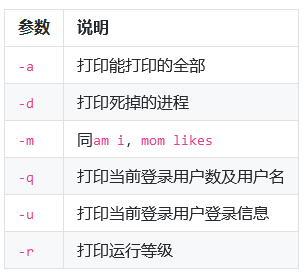 参数 说明
-a 打印能打印的全部
-d 打印死掉的进程
-m 同am i, mom likes
-q 打印当前登录用户数及用户名
-u 打印当前登录用户登录信息
-r 打印运行等级